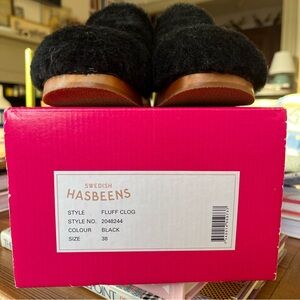 SWEDISH
HASBEENS
STYLE FLUFF CLOG
STYLE NO. 2048244
COLOUR BLACK
SIZE 38